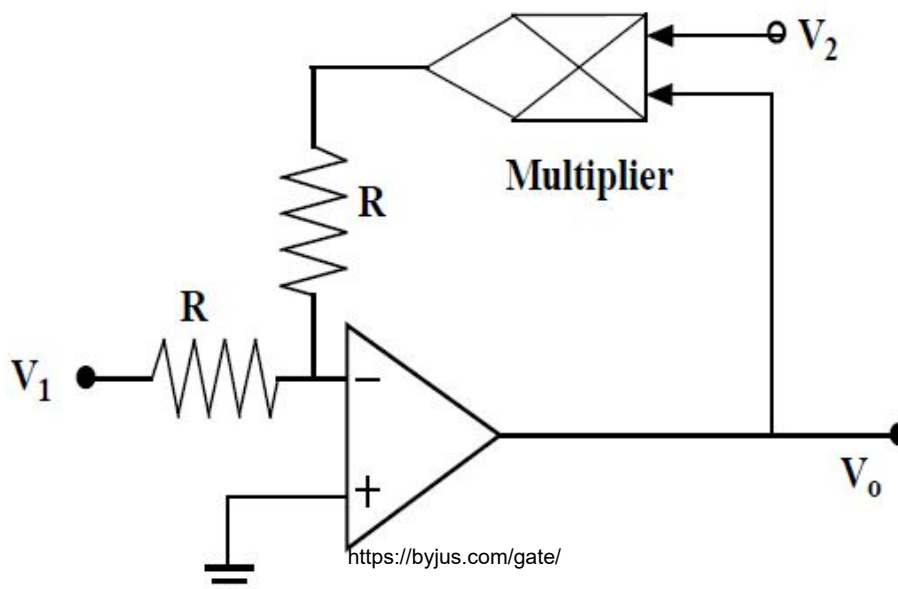 V₂
Multiplier
R
R
V₁
−
+
Vₒ
https://byjus.com/gate/